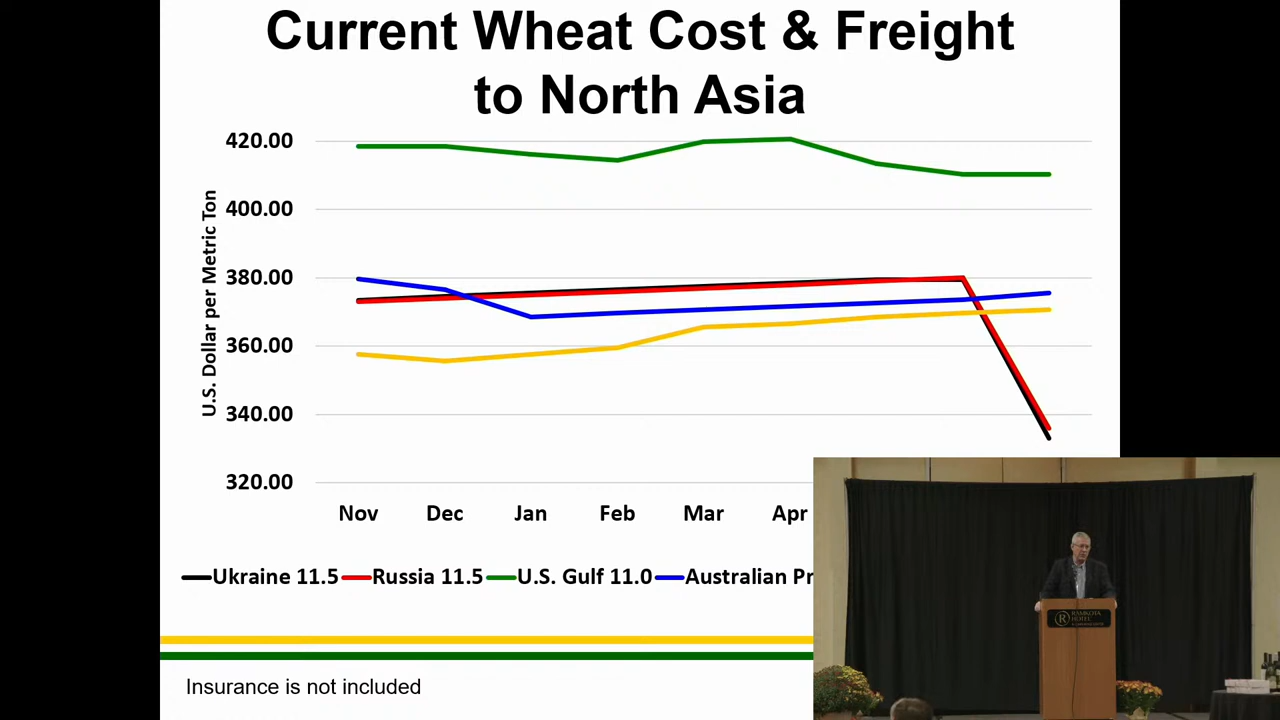 Current Wheat Cost & Freight
to North Asia
U.S. Dollar per Metric Ton
420.00
400.00
380.00
360.00
340.00
320.00
Nov Dec Jan Feb Mar Apr
Ukraine 11.5 Russia 11.5 U.S. Gulf 11.0 Australian Pr
Insurance is not included
RAMKOTA
HOTEL